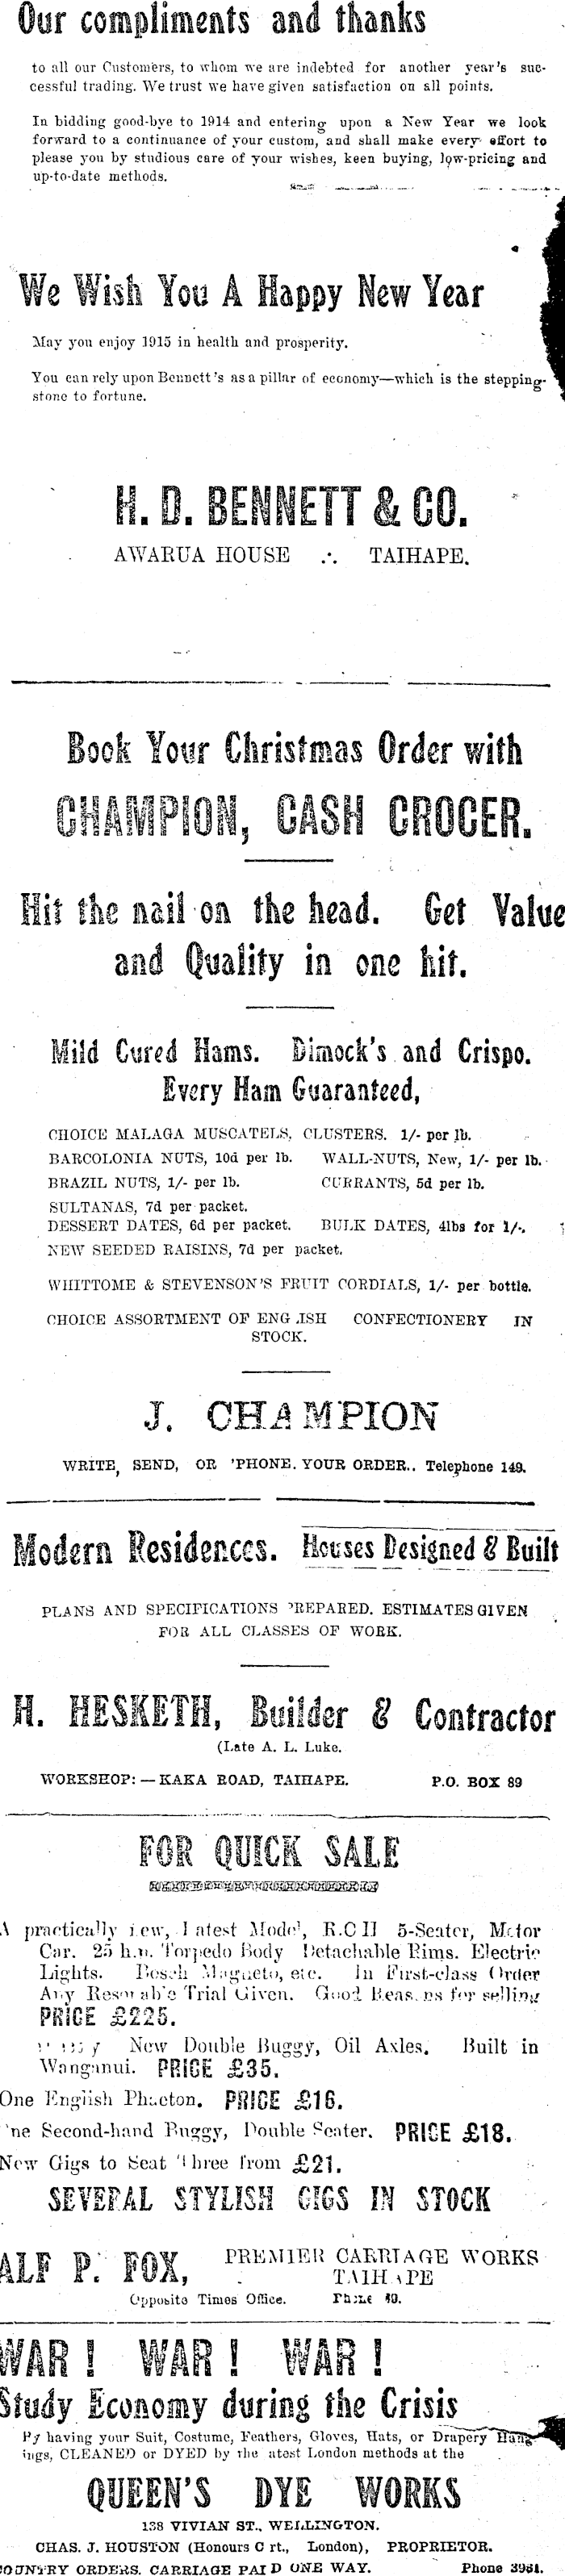 Our compliments and thanks
to all our Customers, to whom we are indebted for another year's suc-
cessful trading. We trust we have given satisfaction on all points.
In bidding good-bye to 1914 and entering upon a New Year we look
forward to a continuance of your custom, and shall make every effort to
please you by studious care of your wishes, keen buying, low-pricing and
up-to-date methods.
We Wish You A Happy New Year
May you enjoy 1915 in health and prosperity.
You can rely upon Bennett's as a pillar of economy—which is the stepping-
stone to fortune.
H. D. BENNETT & CO.
AWARUA HOUSE ∴ TAIHAPE.
Book Your Christmas Order with
CHAMPION, CASH GROCER.
Hit the nail on the head. Get Value
and Quality in one hit.
Mild Cured Hams. Dimock's and Crispo.
Every Ham Guaranteed,
CHOICE MALAGA MUSCATELS, CLUSTERS. 1/- per lb.
BARCOLONIA NUTS, 10d per lb. WALL-NUTS, New, 1/- per lb.
BRAZIL NUTS, 1/- per lb. CURRANTS, 5d per lb.
SULTANAS, 7d per packet.
DESSERT DATES, 6d per packet. BULK DATES, 4lbs for 1/-.
NEW SEEDED RAISINS, 7d per packet.
WHITTOME & STEVENSON'S FRUIT CORDIALS, 1/- per bottle.
CHOICE ASSORTMENT OF ENG ISH CONFECTIONERY IN
STOCK.
J. CHAMPION
WRITE, SEND, OR 'PHONE. YOUR ORDER.. Telephone 149.
Modern Residences. Houses Designed & Built
PLANS AND SPECIFICATIONS PREPARED. ESTIMATES GIVEN
FOR ALL CLASSES OF WORK.
H. HESKETH, Builder & Contractor
(Late A. L. Luke.
WORKSHOP:—KAKA ROAD, TAIHAPE. P.O. BOX 89
FOR QUICK SALE
A practically new, Latest Model, R.C H 5-Seater, Motor
Car. 25 h.p. Torpedo Body Detachable Rims. Electric
Lights. Bosch Magneto, etc. In First-class Order
Any Resonable Trial Given. Good Reasons for selling
PRICE £225.
New Double Buggy, Oil Axles. Built in
Wanganui. PRICE £35.
One English Phaeton. PRICE £16.
One Second-hand Buggy, Double Seater. PRICE £18.
New Gigs to Seat Three from £21.
SEVERAL STYLISH GIGS IN STOCK
ALF P. FOX, PREMIER CARRIAGE WORKS
TAIHAPE
Opposite Times Office. Phone 40.
WAR! WAR! WAR!
Study Economy during the Crisis
By having your Suit, Costume, Feathers, Gloves, Hats, or Drapery Hang-
ings, CLEANED or DYED by the latest London methods at the
QUEEN'S DYE WORKS
138 VIVIAN ST., WELLINGTON.
CHAS. J. HOUSTON (Honours C rt., London), PROPRIETOR.
COUNTRY ORDERS. CARRIAGE PAID ONE WAY. Phone 3951.